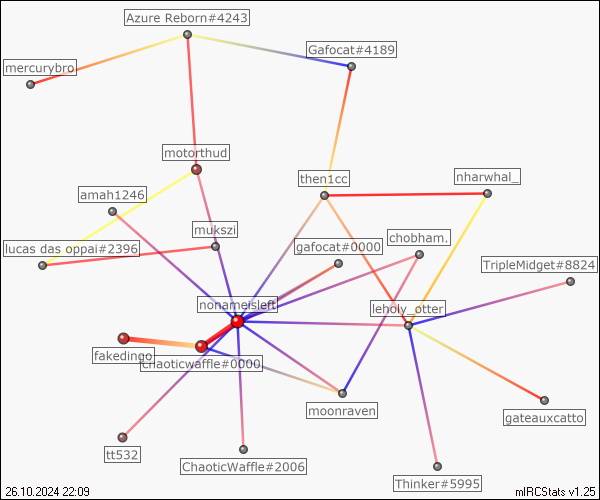 Azure Reborn#4243
Gafocat#4189
mercurybro
motorthud
then1cc
nharwhal_
amah1246
mukszi
chobham.
lucas das oppai#2396
gafocat#0000
TripleMidget#8824
nonameisleft
leholy_otter
fakedingo
chaoticwaffle#0000
moonraven
gateauxcatto
tt532
ChaoticWaffle#2006
Thinker#5995
26.10.2024 22:09
mIRCStats v1.25